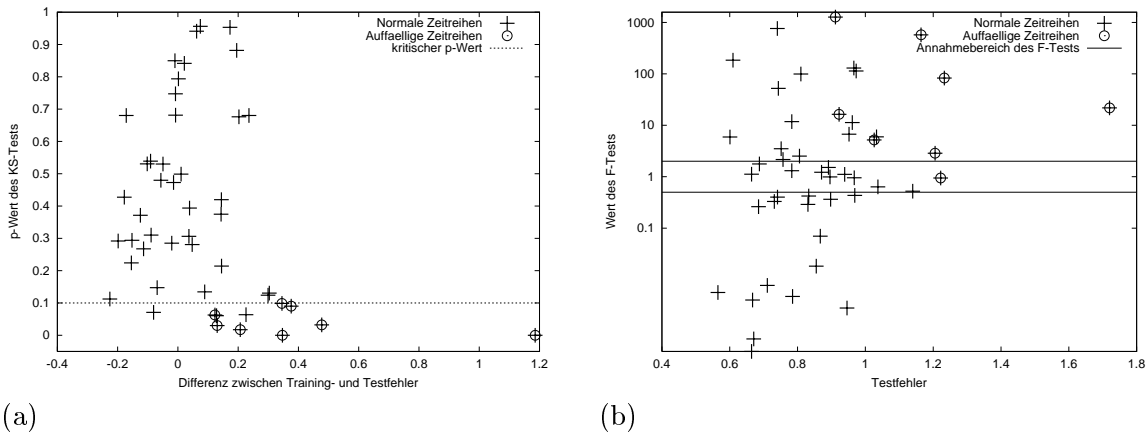 1
0.9
0.8
0.7
0.6
0.5
0.4
0.3
0.2
0.1
0
p-Wert des KS-Tests
-0.4
-0.2
0
0.2
0.4
0.6
0.8
1
1.2
Differenz zwischen Training- und Testfehler
Normale Zeitreihen
Auffaellige Zeitreihen
kritischer p-Wert
(a)
1000
100
10
1
0.1
Wert des F-Tests
0.4
0.6
0.8
1
1.2
1.4
1.6
1.8
Testfehler
Normale Zeitreihen
Auffaellige Zeitreihen
Annahmebereich des F-Tests
(b)